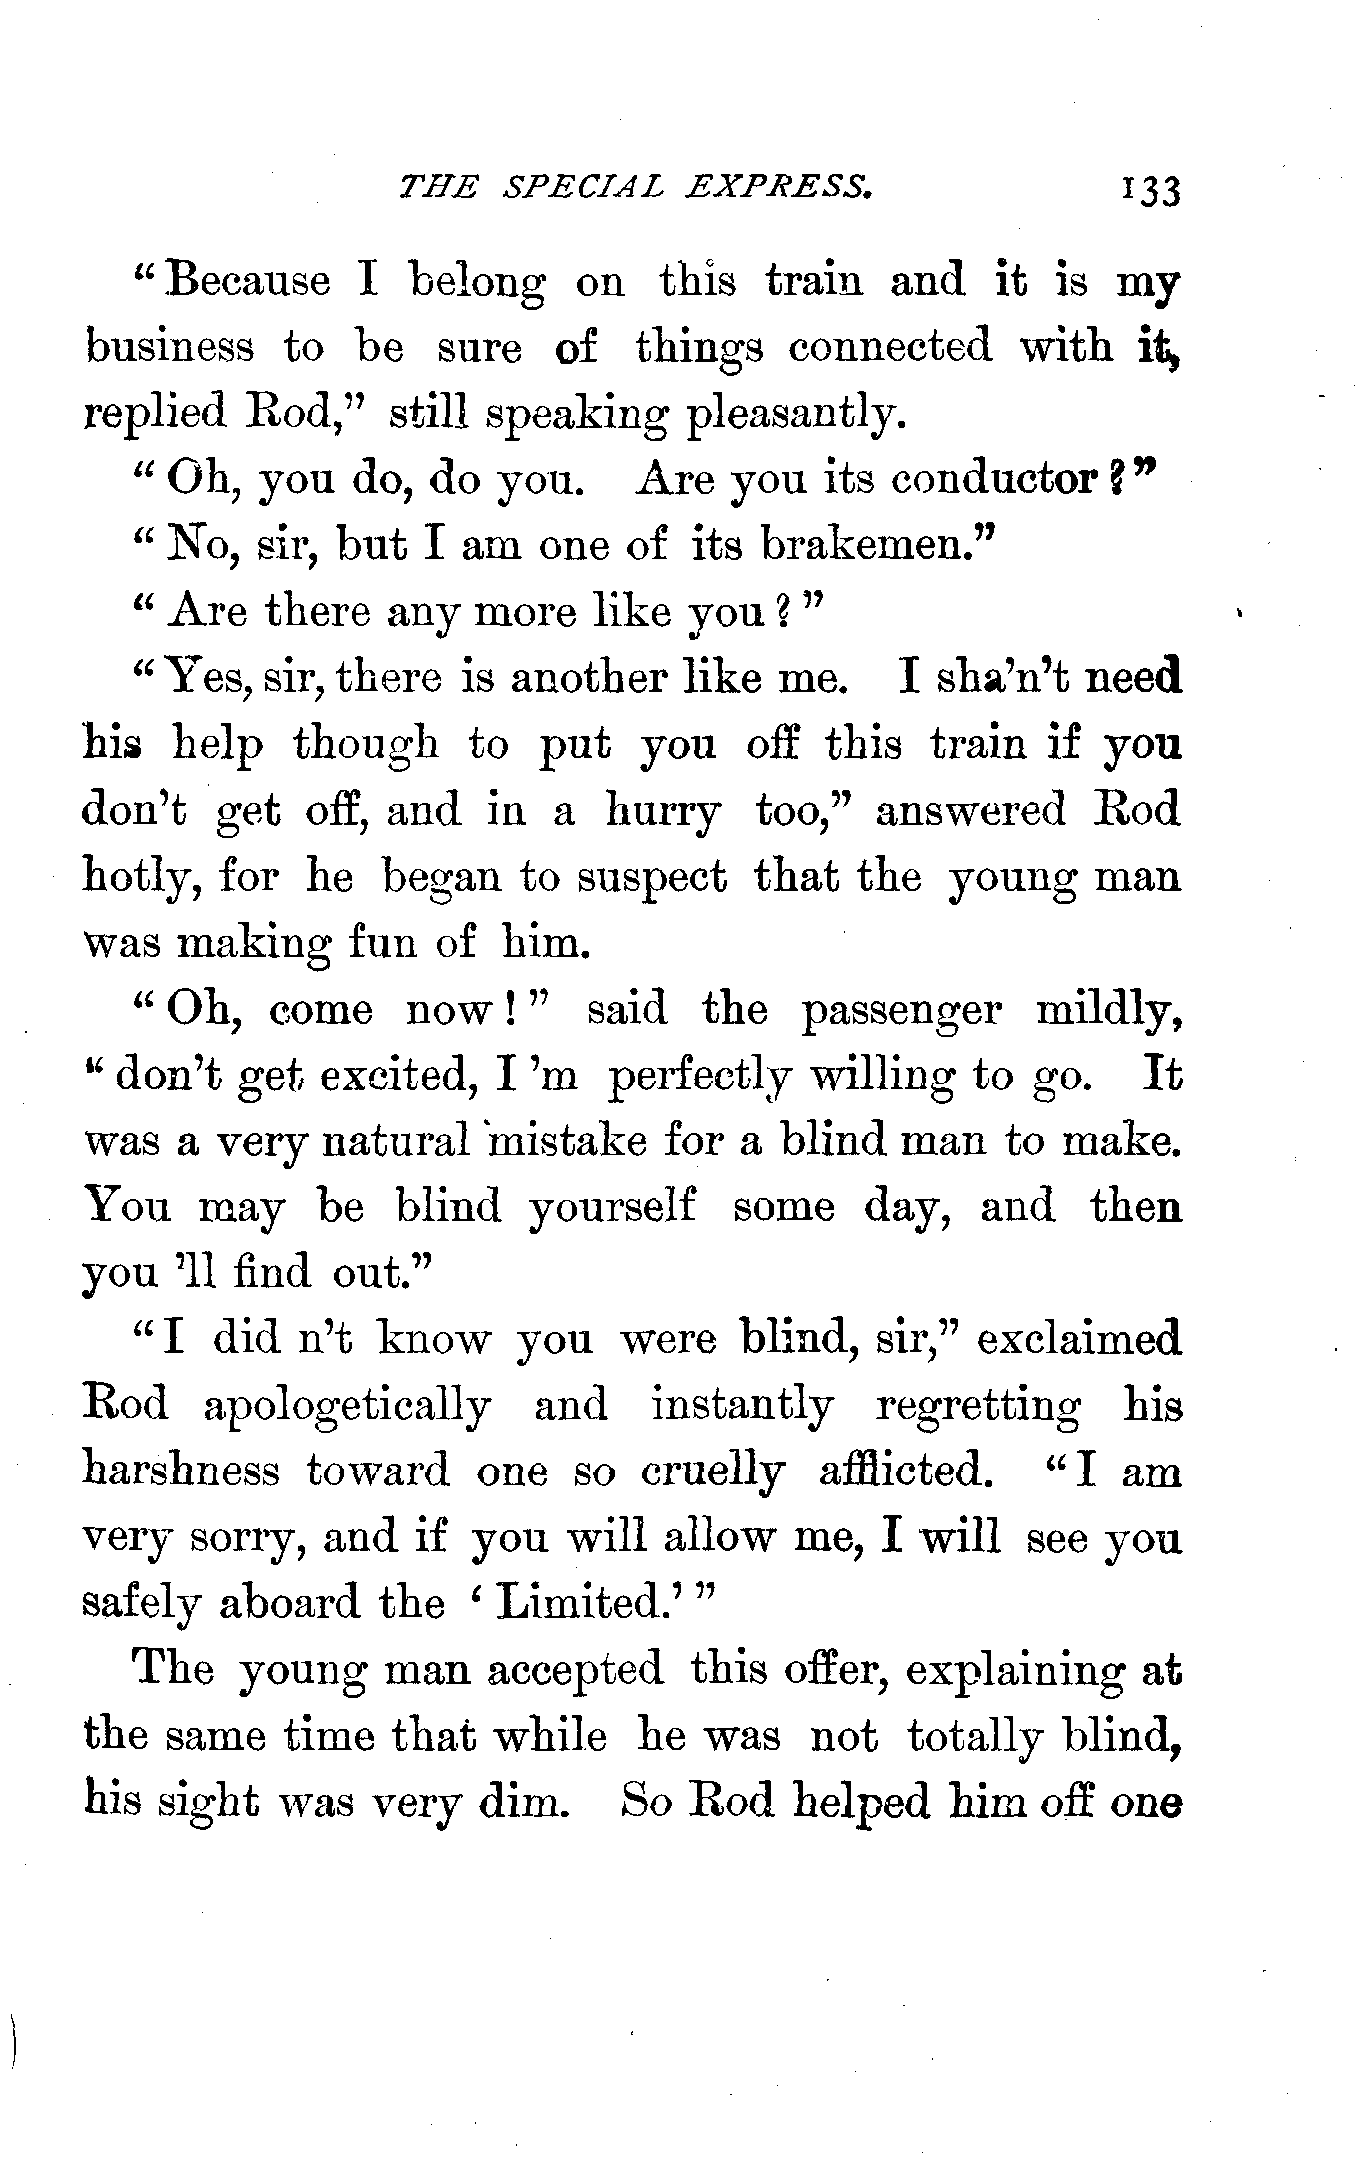 THE SPECIAL EXPRESS. 133
“Because I belong on this train and it is my
business to be sure of things connected with it,
replied Rod,” still speaking pleasantly.
“Oh, you do, do you. Are you its conductor?”
“No, sir, but I am one of its brakemen.”
“Are there any more like you?”
“Yes, sir, there is another like me. I sha’n’t need
his help though to put you off this train if you
don’t get off, and in a hurry too,” answered Rod
hotly, for he began to suspect that the young man
was making fun of him.
“Oh, come now!” said the passenger mildly,
“don’t get excited, I ’m perfectly willing to go. It
was a very natural mistake for a blind man to make.
You may be blind yourself some day, and then
you ’ll find out.”
“I did n’t know you were blind, sir,” exclaimed
Rod apologetically and instantly regretting his
harshness toward one so cruelly afflicted. “I am
very sorry, and if you will allow me, I will see you
safely aboard the ‘Limited.’”
The young man accepted this offer, explaining at
the same time that while he was not totally blind,
his sight was very dim. So Rod helped him off one